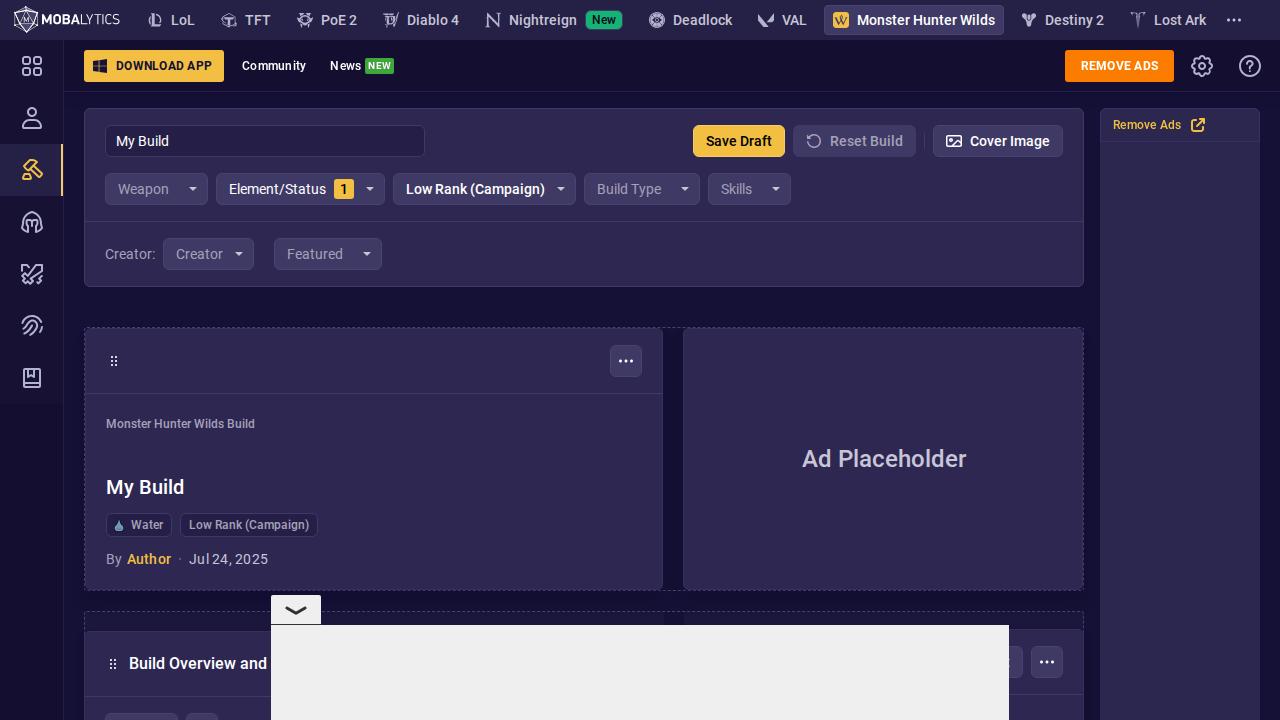 MOBALYTICS
LoL
TFT
PoE 2
Diablo 4
Nightreign New
Deadlock
VAL
Monster Hunter Wilds
Destiny 2
Lost Ark
DOWNLOAD APP
Community
News NEW
REMOVE ADS
My Build
Save Draft
Reset Build
Cover Image
Remove Ads
Weapon
Element/Status 1
Low Rank (Campaign)
Build Type
Skills
Creator: Creator
Featured
Monster Hunter Wilds Build
My Build
Water
Low Rank (Campaign)
By Author · Jul 24, 2025
Ad Placeholder
Build Overview and